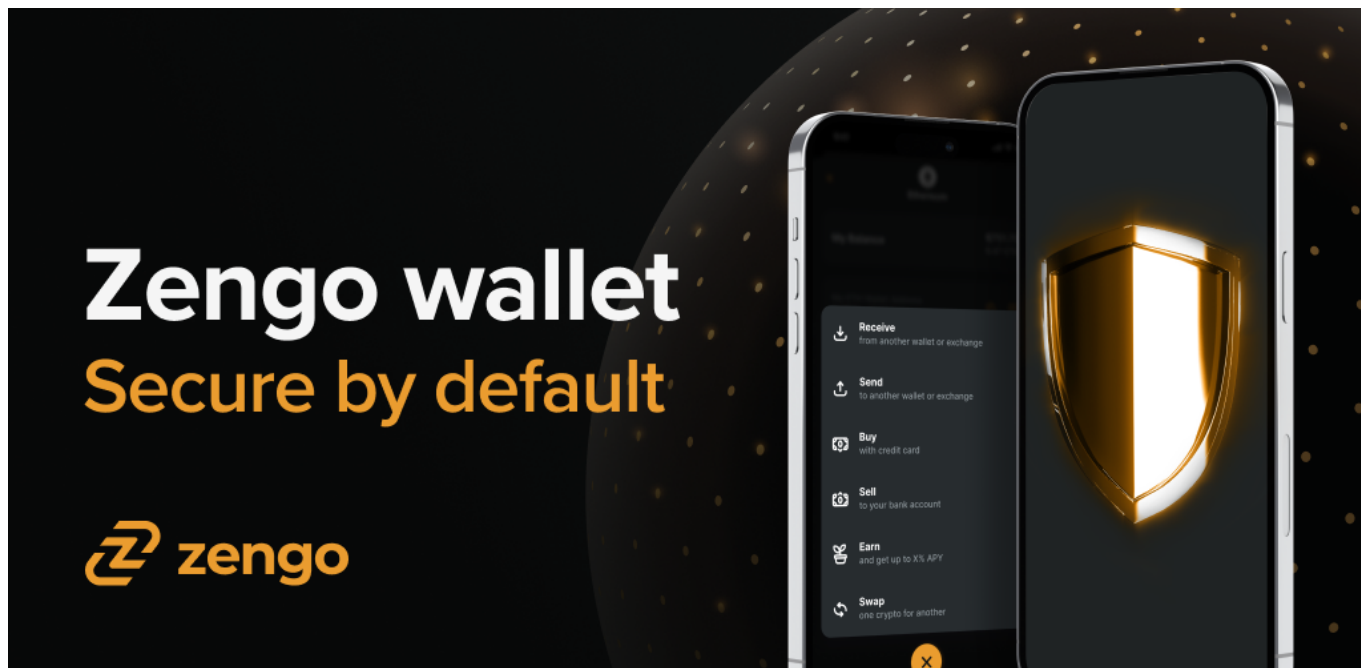 Zengo wallet
Secure by default
zengo
My Balance
Receive
from another wallet or exchange
Send
to another wallet or exchange
Buy
with credit card
Sell
to your bank account
Earn
and get up to X% APY
Swap
one crypto for another